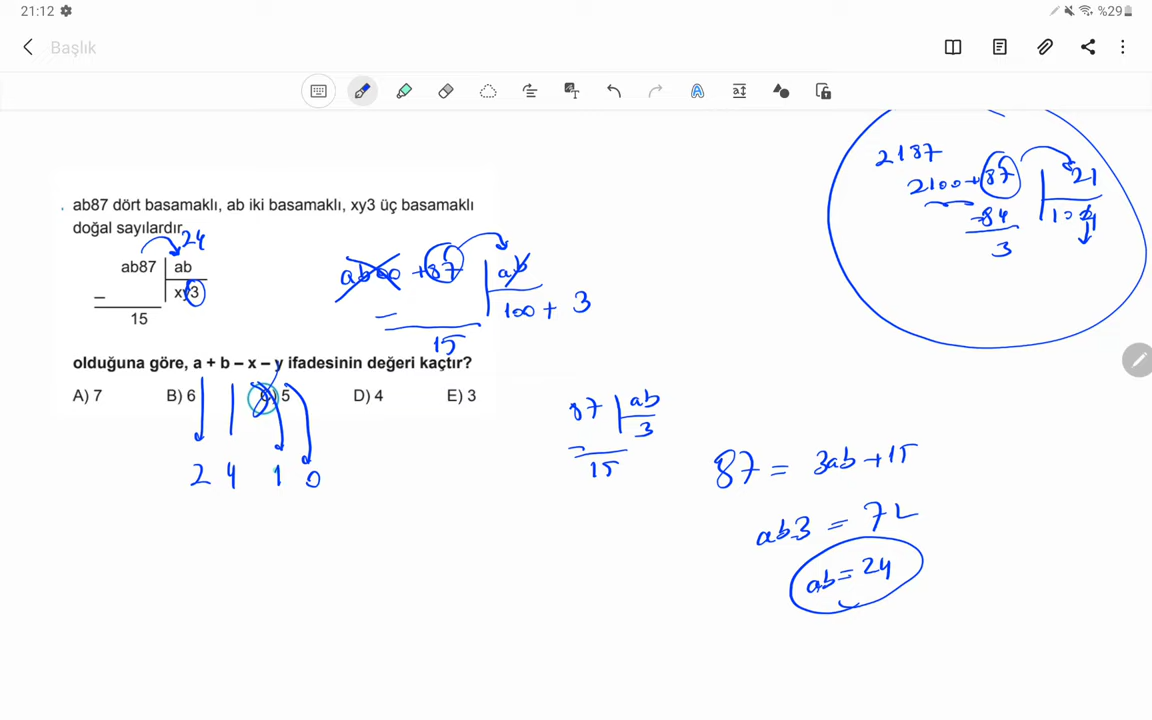 21:12
%29
Başlık
ab87 dört basamaklı, ab iki basamaklı, xy3 üç basamaklı
doğal sayılardır.
24
ab87 ab
xy3
–
15
ab00 + 87 ab
100 + 3
15
olduğuna göre, a + b – x – y ifadesinin değeri kaçtır?
A) 7 B) 6 C) 5 D) 4 E) 3
2 4 1 0
2187
2100 + 87 21
-84
3
87 ab
3
15
87 = 3ab + 15
ab3 = 72
ab = 24